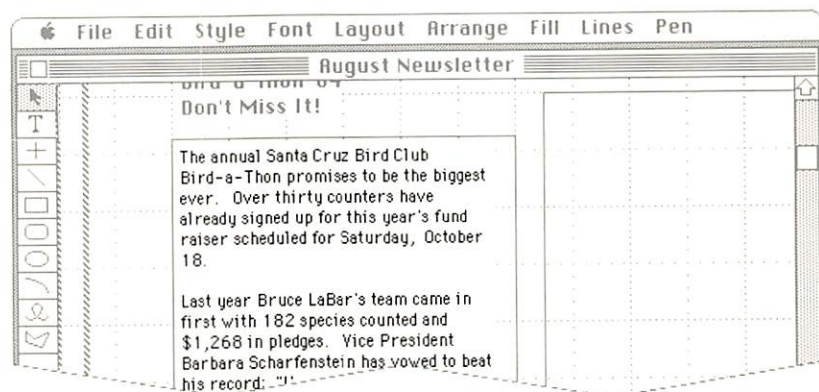 File Edit Style Font Layout Arrange Fill Lines Pen
August Newsletter
Don't Miss It!
The annual Santa Cruz Bird Club
Bird-a-Thon promises to be the biggest
ever. Over thirty counters have
already signed up for this year's fund
raiser scheduled for Saturday, October
18.
Last year Bruce LaBar's team came in
first with 182 species counted and
$1,268 in pledges. Vice President
Barbara Scharfenstein has vowed to beat
his record: "I'